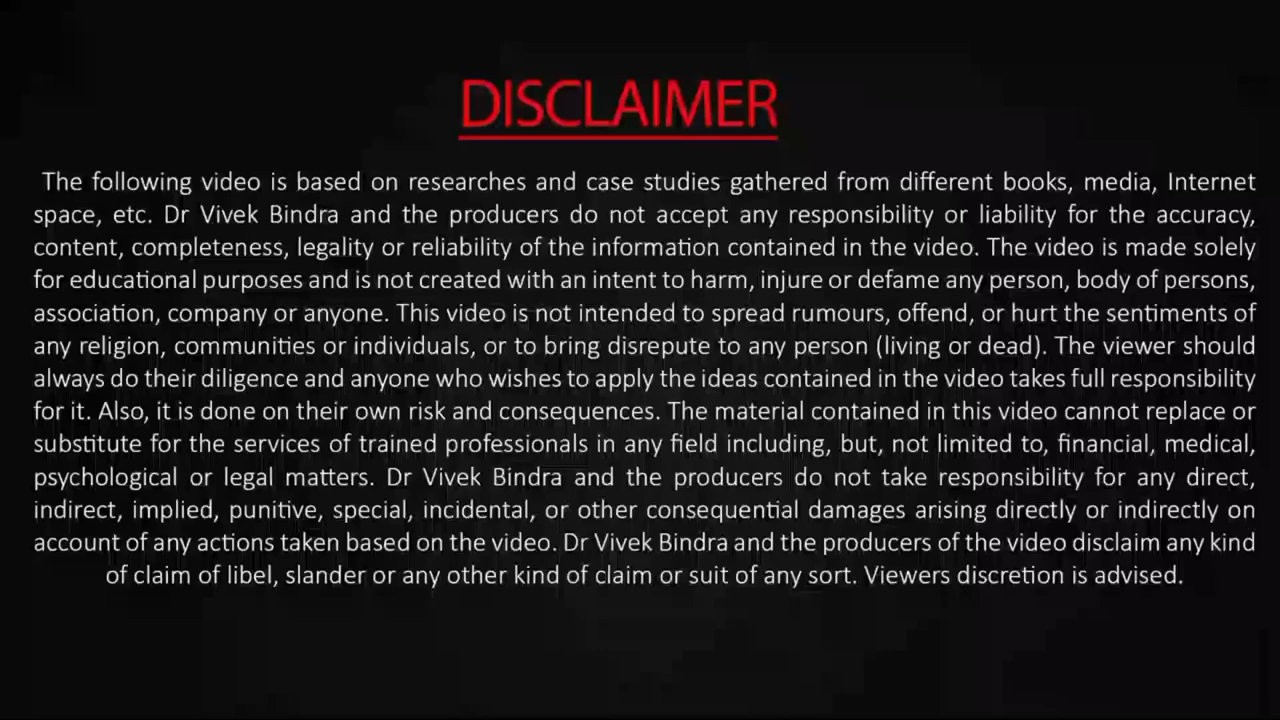 DISCLAIMER
The following video is based on researches and case studies gathered from different books, media, Internet
space, etc. Dr Vivek Bindra and the producers do not accept any responsibility or liability for the accuracy,
content, completeness, legality or reliability of the information contained in the video. The video is made solely
for educational purposes and is not created with an intent to harm, injure or defame any person, body of persons,
association, company or anyone. This video is not intended to spread rumours, offend, or hurt the sentiments of
any religion, communities or individuals, or to bring disrepute to any person (living or dead). The viewer should
always do their diligence and anyone who wishes to apply the ideas contained in the video takes full responsibility
for it. Also, it is done on their own risk and consequences. The material contained in this video cannot replace or
substitute for the services of trained professionals in any field including, but, not limited to, financial, medical,
psychological or legal matters. Dr Vivek Bindra and the producers do not take responsibility for any direct,
indirect, implied, punitive, special, incidental, or other consequential damages arising directly or indirectly on
account of any actions taken based on the video. Dr Vivek Bindra and the producers of the video disclaim any kind
of claim of libel, slander or any other kind of claim or suit of any sort. Viewers discretion is advised.